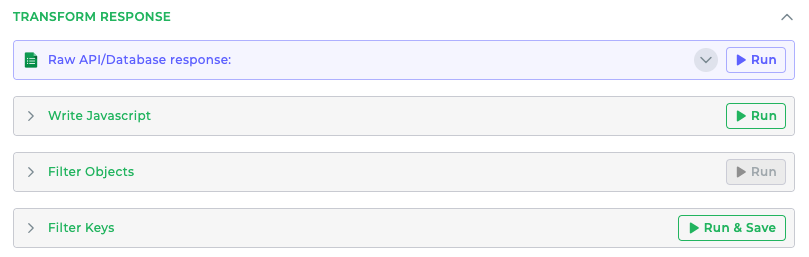 TRANSFORM RESPONSE
Raw API/Database response: Run
Write Javascript Run
Filter Objects Run
Filter Keys Run & Save